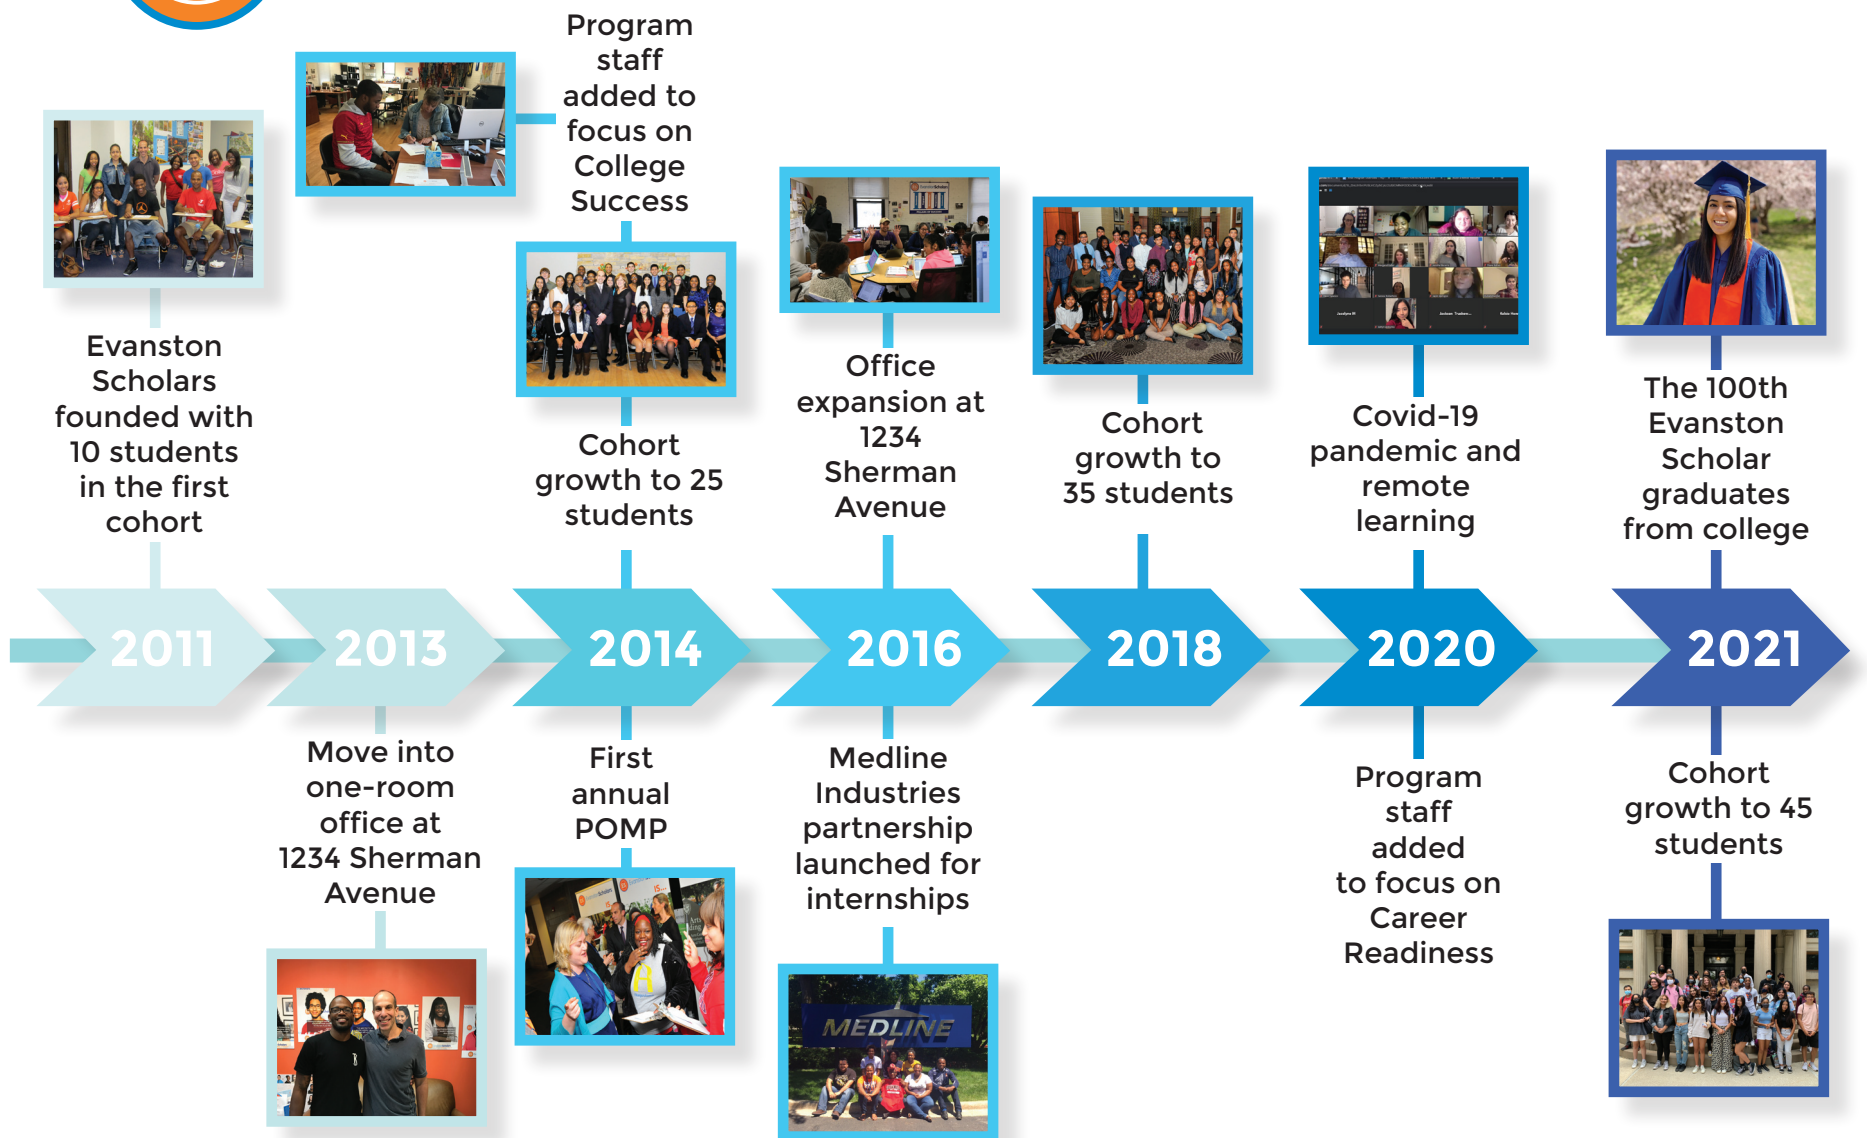 Program
staff
added to
focus on
College
Success
Evanston
Scholars
founded with
10 students
in the first
cohort
Cohort
growth to 25
students
Office
expansion at
1234
Sherman
Avenue
Cohort
growth to
35 students
Covid-19
pandemic and
remote
learning
The 100th
Evanston
Scholar
graduates
from college
2011
2013
2014
2016
2018
2020
2021
Move into
one-room
office at
1234 Sherman
Avenue
First
annual
POMP
Medline
Industries
partnership
launched for
internships
MEDLINE
Program
staff
added
to focus on
Career
Readiness
Cohort
growth to 45
students